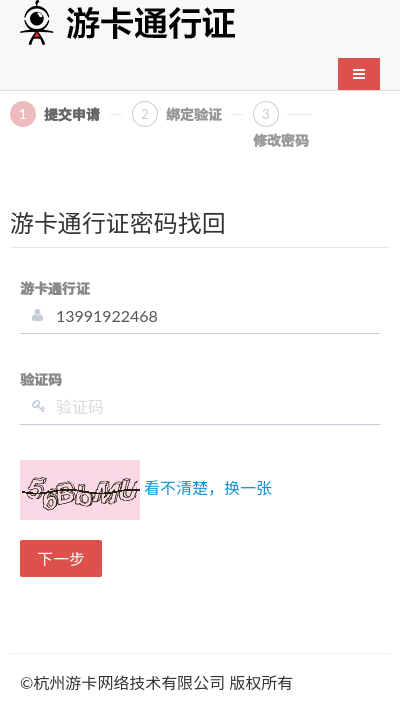 游卡通行证
1 提交申请 2 绑定验证 3
修改密码
游卡通行证密码找回
游卡通行证
13991922468
验证码
验证码
看不清楚，换一张
下一步
©杭州游卡网络技术有限公司 版权所有